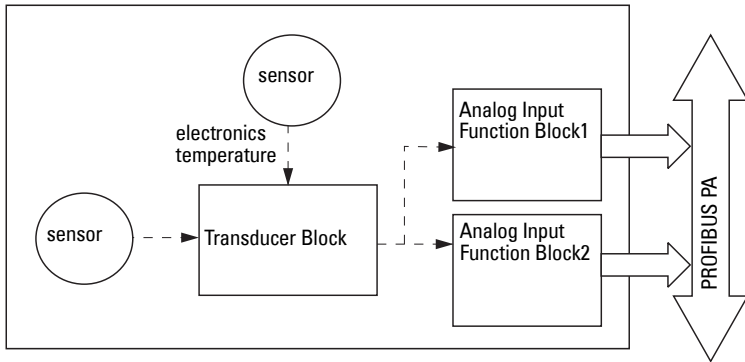 sensor
electronics
temperature
sensor
Transducer Block
Analog Input
Function Block1
Analog Input
Function Block2
PROFIBUS PA